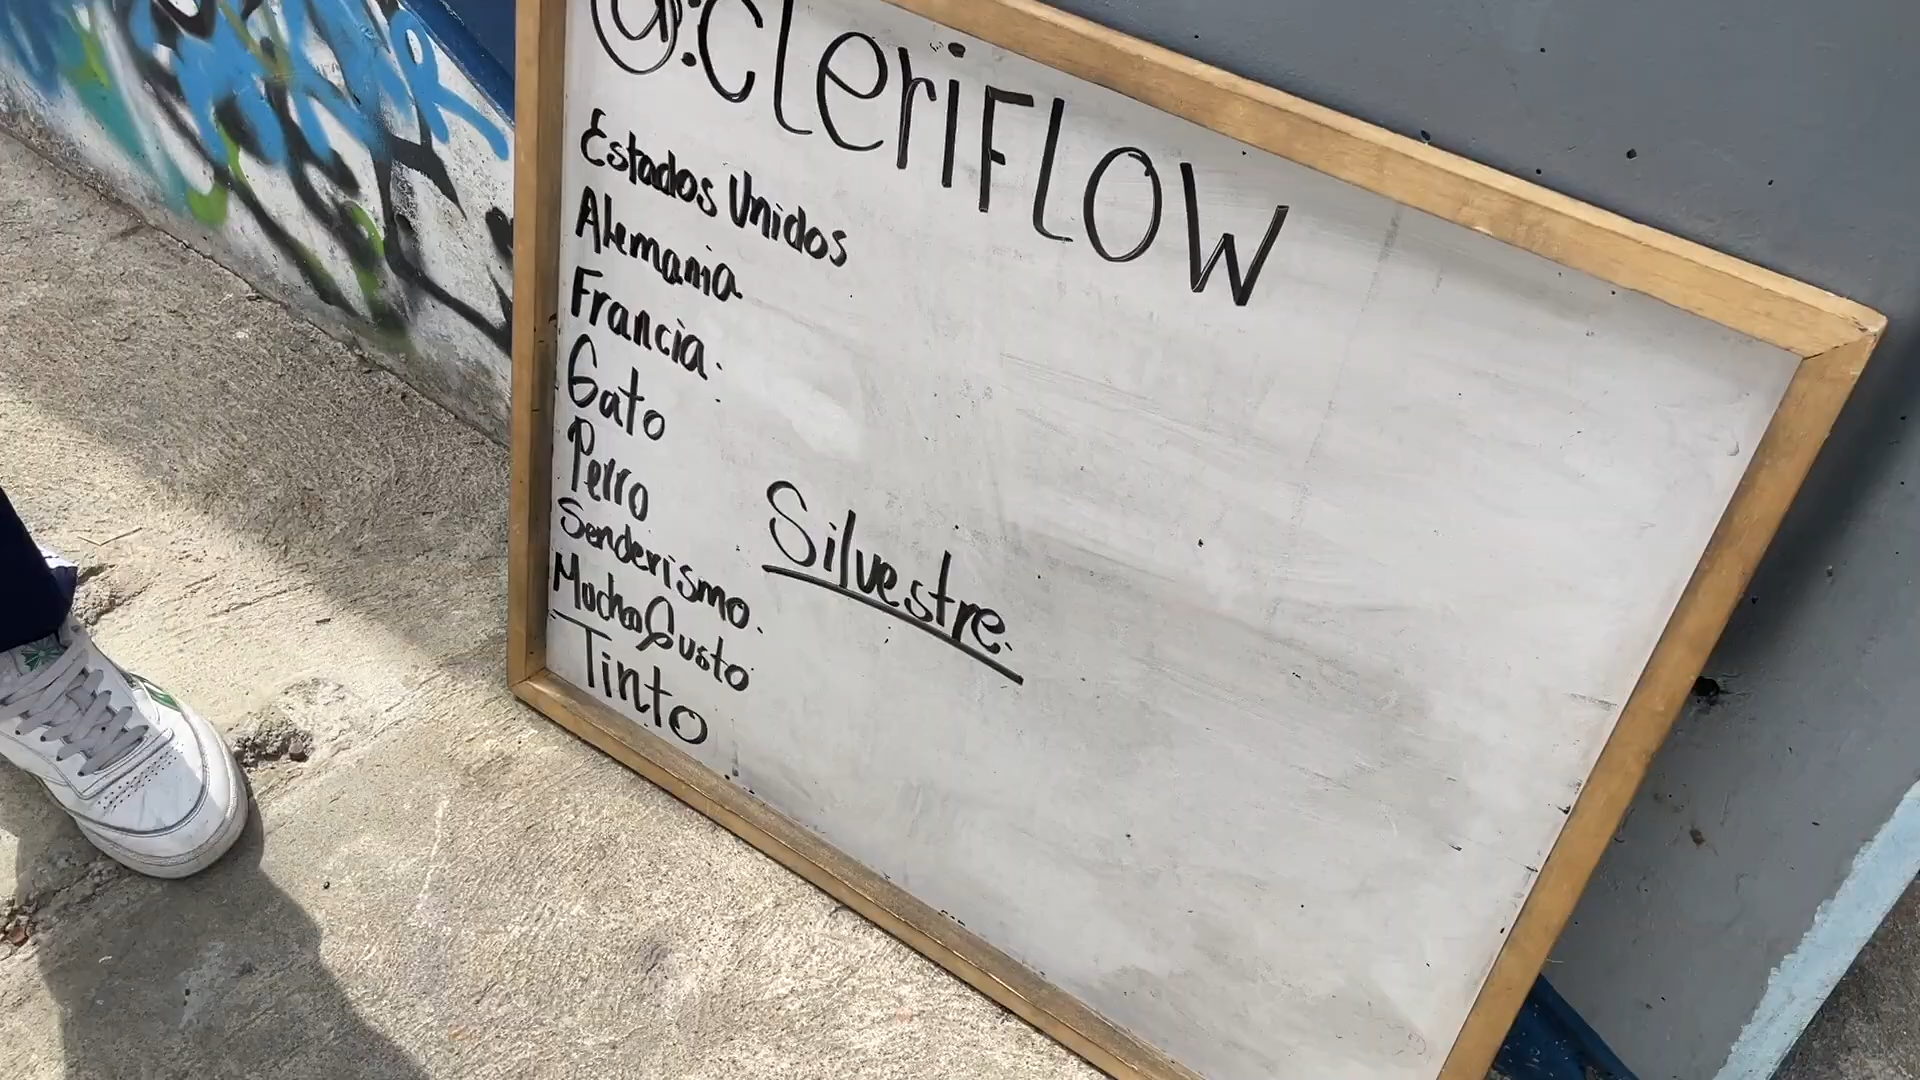 @:cleriFLOW
Estados Unidos
Alemania
Francia.
Gato
Perro
Senderismo.
Mucho Gusto
Tinto
Silvestre.